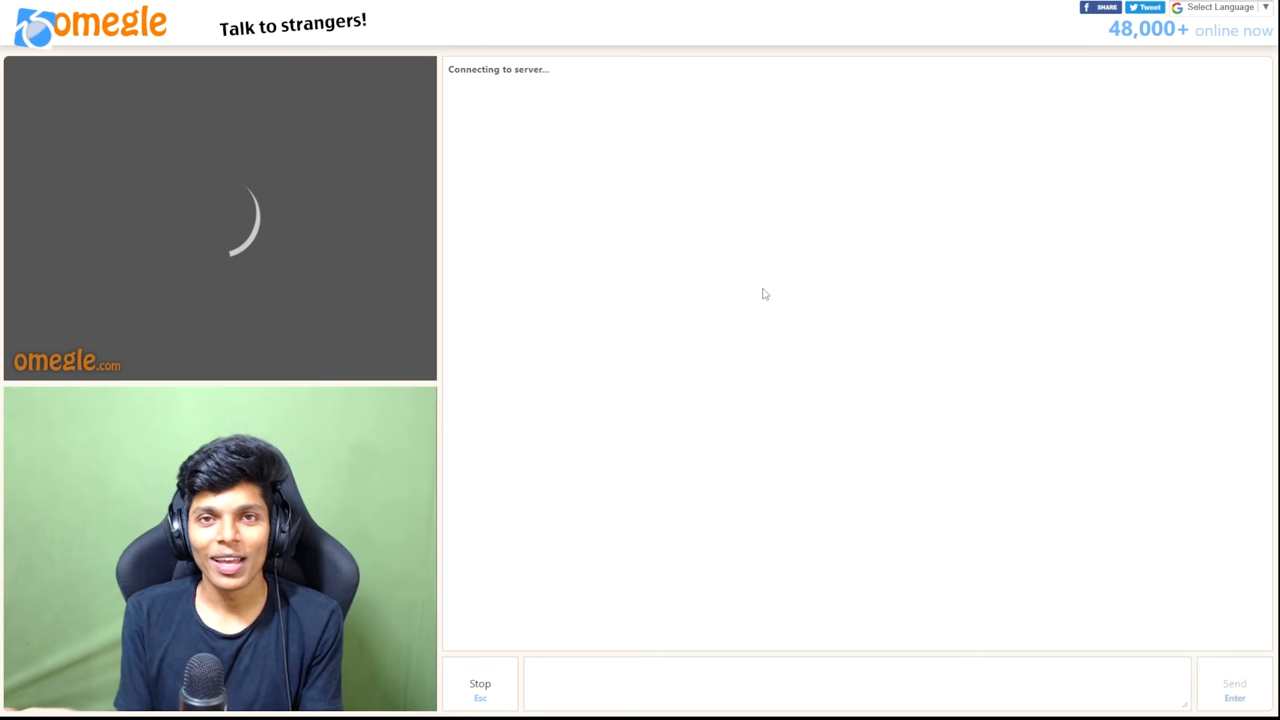 omegle
Talk to strangers!
SHARE
Tweet
Select Language
48,000+ online now
Connecting to server...
omegle.com
Stop
Esc
Send
Enter